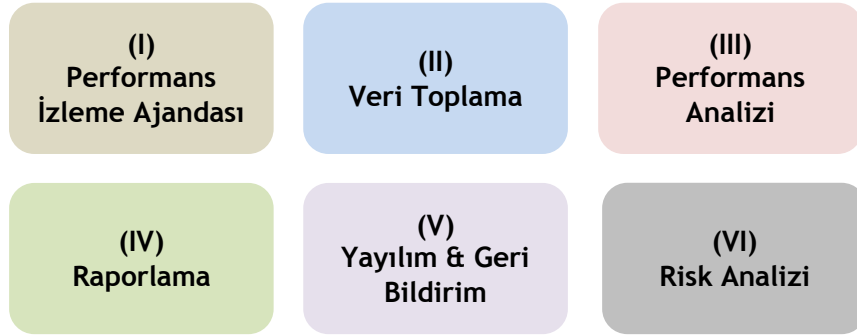 (I)
Performans
İzleme Ajandası
(II)
Veri Toplama
(III)
Performans
Analizi
(IV)
Raporlama
(V)
Yayılım & Geri
Bildirim
(VI)
Risk Analizi